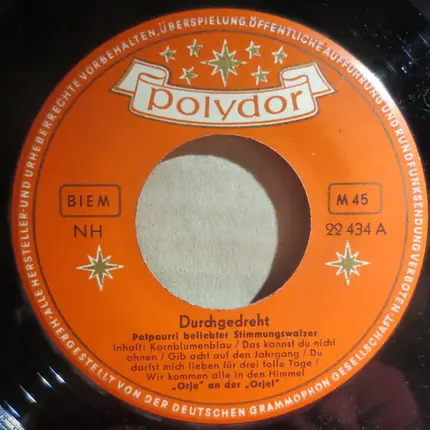 ALLE HERSTELLER- UND URHEBERRECHTE VORBEHALTEN, ÜBERSPIELUNG, ÖFFENTLICHE AUFFÜHRUNG UND RUNDFUNKSENDUNG VERBOTEN.
polydor
BIEM
M 45
NH
22 434 A
Durchgedreht
Potpourri beliebter Stimmungswalzer
Inhalt: Kornblumenblau / Das kannst du nicht
ahnen / Gib acht auf den Jahrgang / Du
darfst mich lieben für drei tolle Tage /
Wir kommen alle in den Himmel
„Orje" an der „Orjel"
HERGESTELLT VON DER DEUTSCHEN GRAMMOPHON GESELLSCHAFT